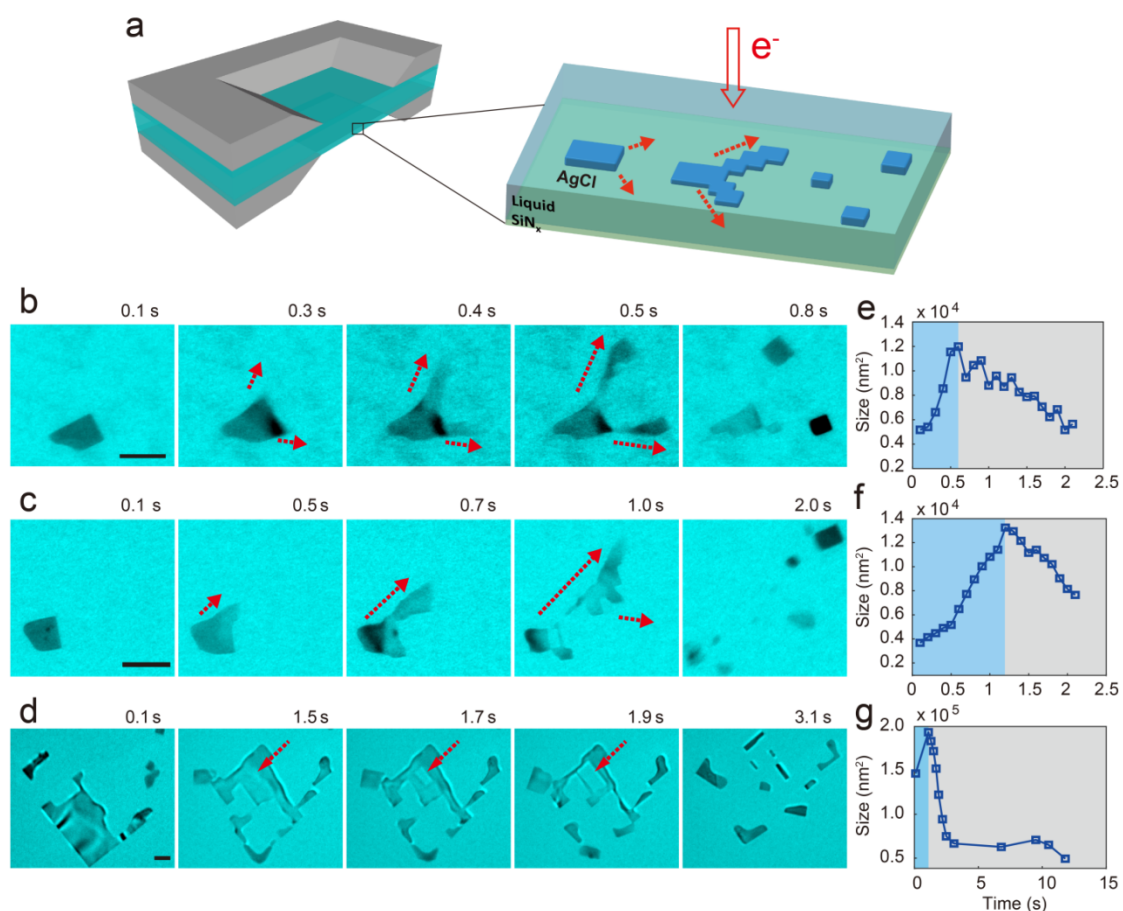 a
e-
AgCl
Liquid
SiNx
b
0.1 s
0.3 s
0.4 s
0.5 s
0.8 s
e
x 10^4
1.4
1.2
1.0
0.8
0.6
0.4
0.2
Size (nm²)
0 0.5 1 1.5 2 2.5
c
0.1 s
0.5 s
0.7 s
1.0 s
2.0 s
f
x 10^4
1.4
1.2
1.0
0.8
0.6
0.4
0.2
0
Size (nm²)
0 0.5 1 1.5 2 2.5
d
0.1 s
1.5 s
1.7 s
1.9 s
3.1 s
g
x 10^5
2.0
1.5
1.0
0.5
Size (nm²)
0 5 10 15
Time (s)